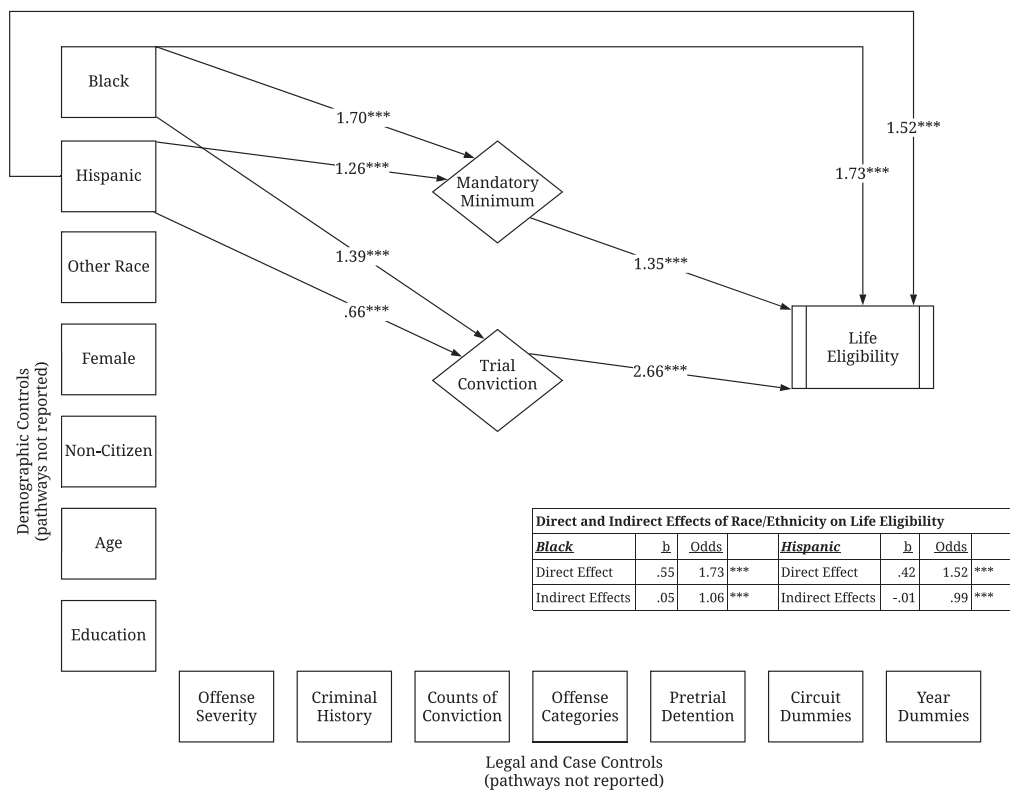 Black
Hispanic
Other Race
Female
Non-Citizen
Age
Education
Demographic Controls
(pathways not reported)
1.70***
1.26***
1.39***
.66***
Mandatory
Minimum
Trial
Conviction
1.35***
2.66***
1.52***
1.73***
Life
Eligibility
Direct and Indirect Effects of Race/Ethnicity on Life Eligibility
Black b Odds Hispanic b Odds
Direct Effect .55 1.73 *** Direct Effect .42 1.52 ***
Indirect Effects .05 1.06 *** Indirect Effects -.01 .99 ***
Offense
Severity
Criminal
History
Counts of
Conviction
Offense
Categories
Pretrial
Detention
Circuit
Dummies
Year
Dummies
Legal and Case Controls
(pathways not reported)